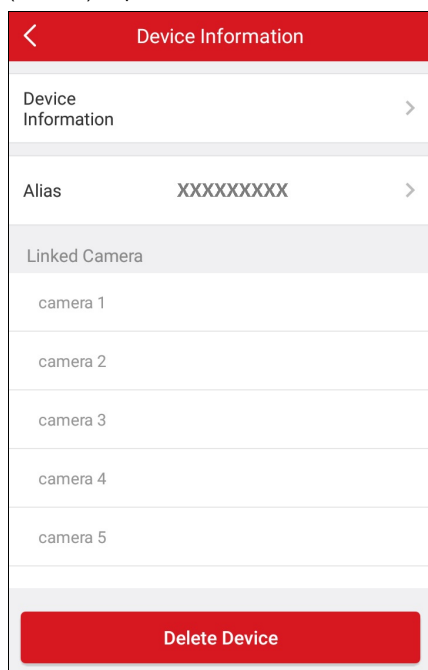 Device Information
Device
Information
Alias XXXXXXXXX
Linked Camera
camera 1
camera 2
camera 3
camera 4
camera 5
Delete Device